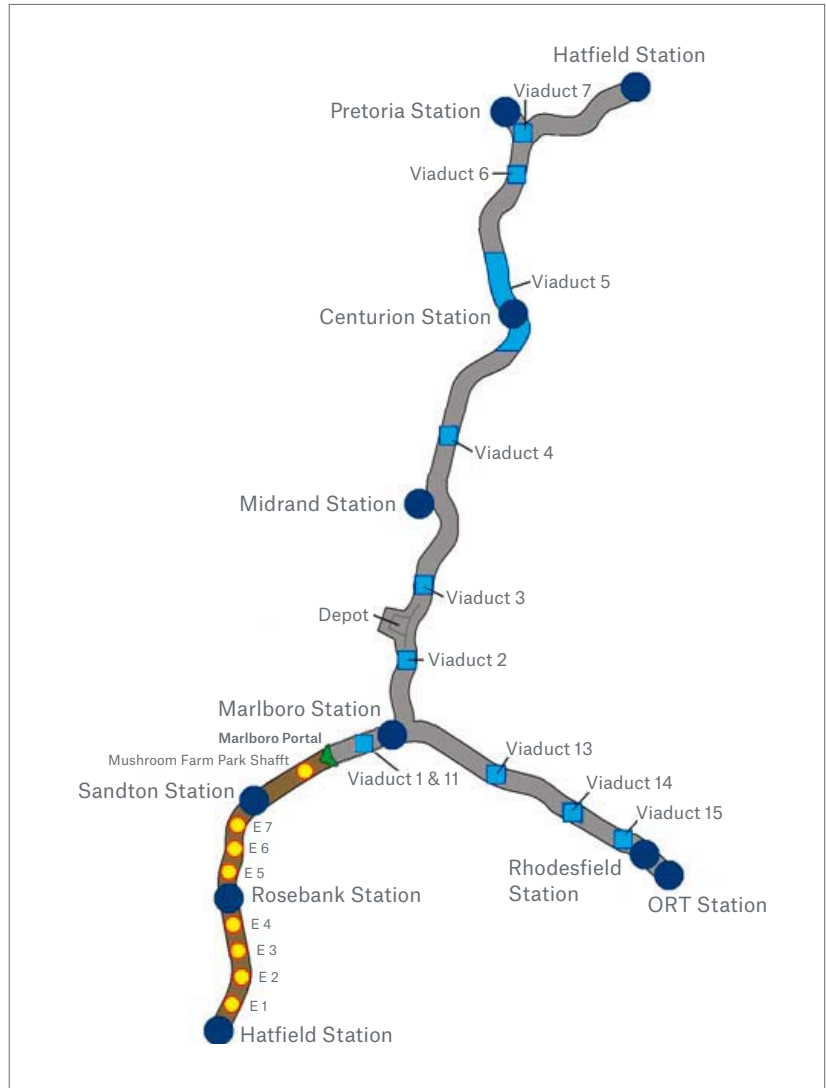 Hatfield Station
Viaduct 7
Pretoria Station
Viaduct 6
Viaduct 5
Centurion Station
Viaduct 4
Midrand Station
Viaduct 3
Depot
Viaduct 2
Marlboro Station
Marlboro Portal
Mushroom Farm Park Shafft
Viaduct 1 & 11
Viaduct 13
Sandton Station
Viaduct 14
Viaduct 15
E 7
E 6
E 5
Rhodesfield
Station
Rosebank Station
ORT Station
E 4
E 3
E 2
E 1
Hatfield Station